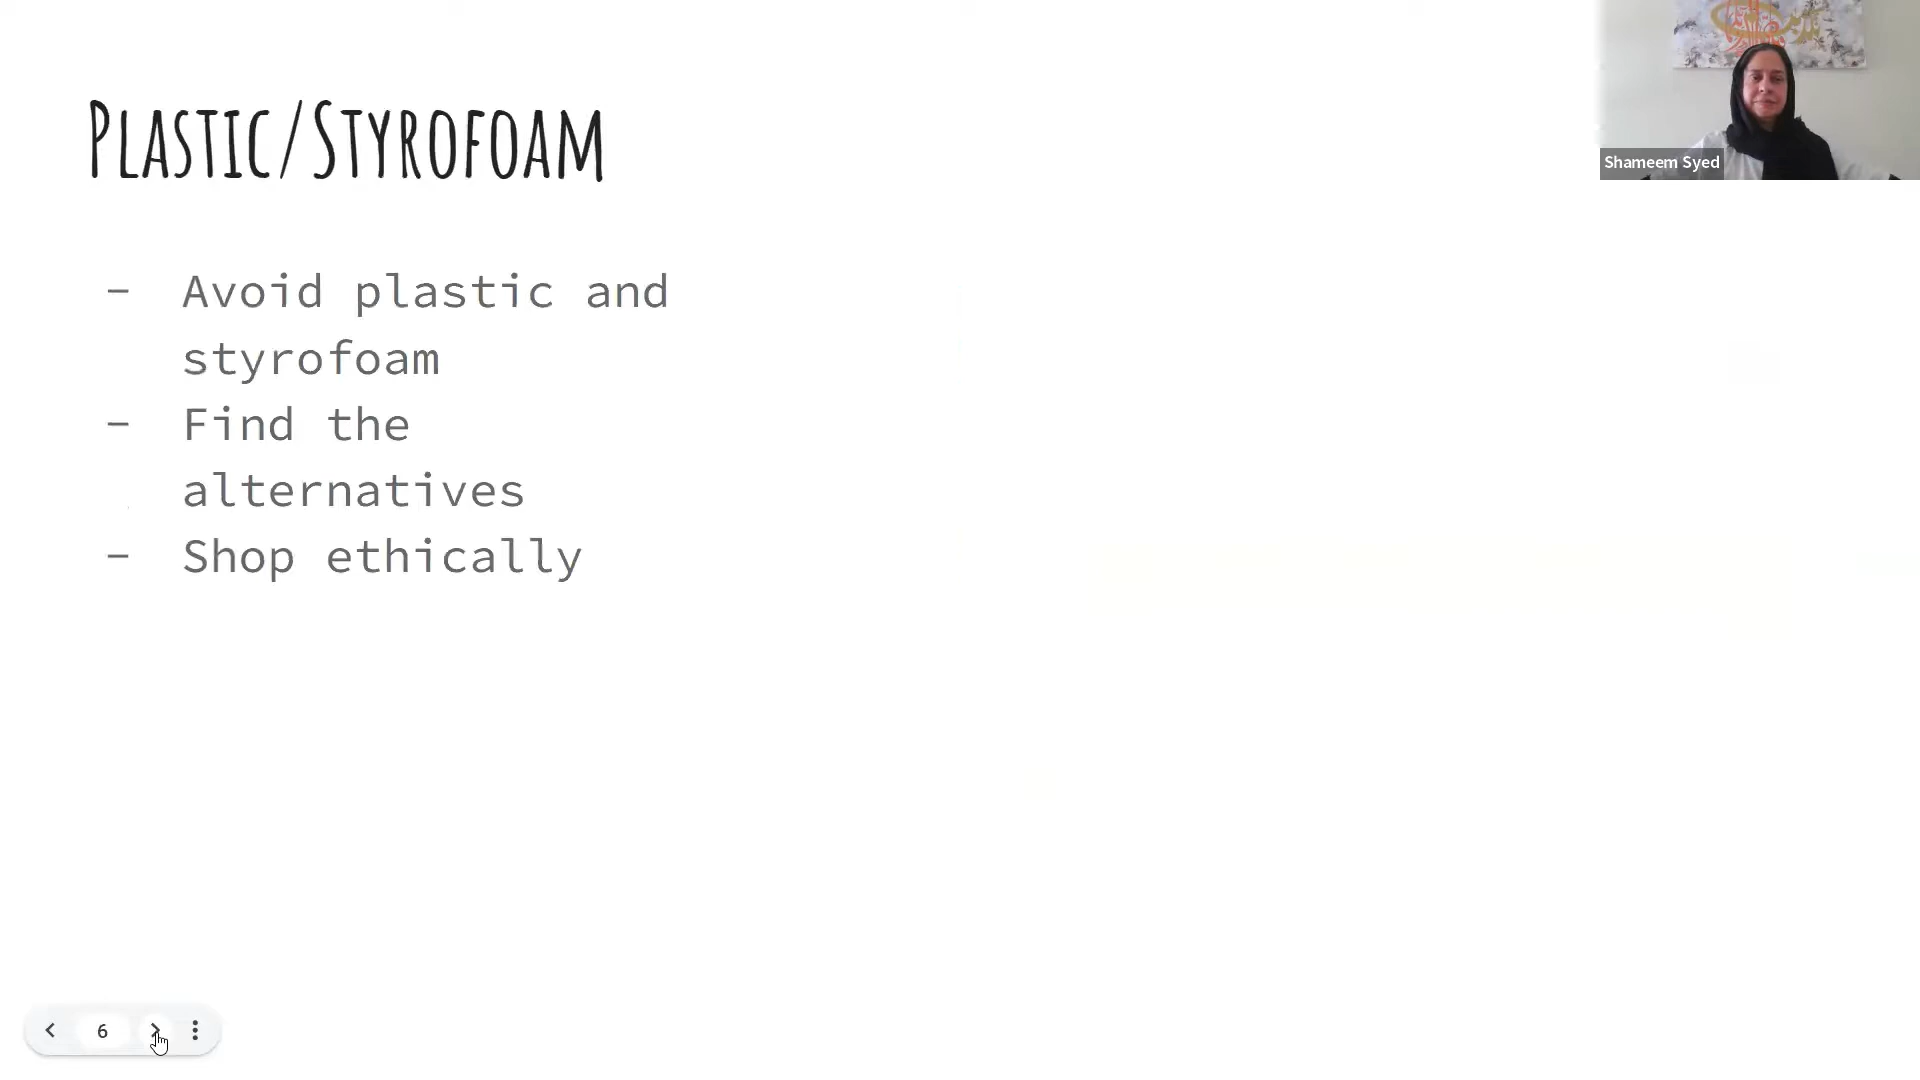 Plastic/Styrofoam
- Avoid plastic and
styrofoam
- Find the
alternatives
- Shop ethically
Shameem Syed
6